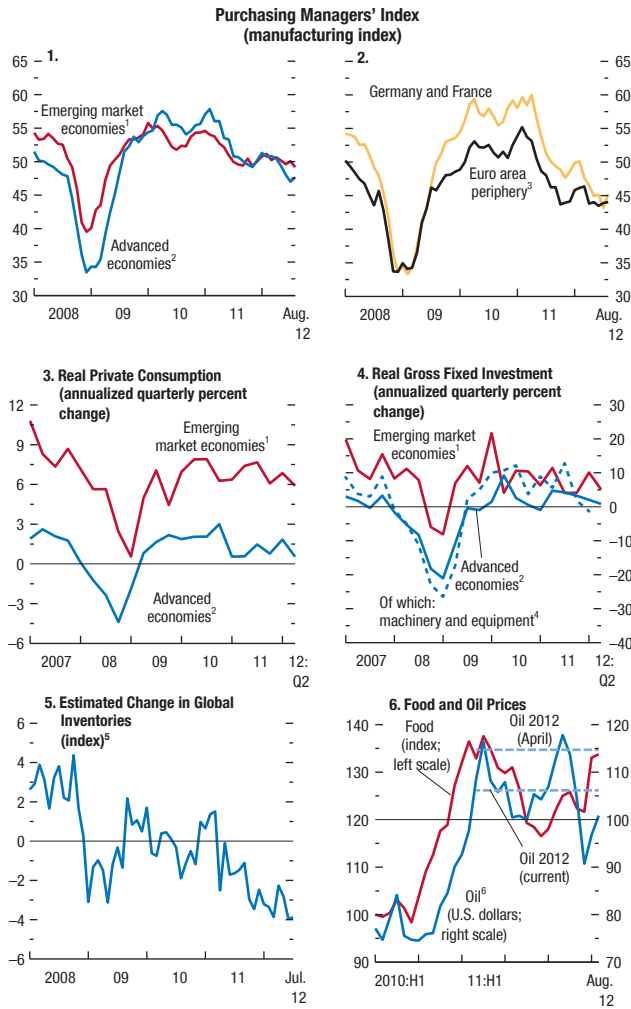 Purchasing Managers' Index
(manufacturing index)
1.
65
60
55
50
45
40
35
30
Emerging market
economies¹
Advanced
economies²
2008
09
10
11
Aug.
12
2.
65
60
55
50
45
40
35
30
Germany and France
Euro area
periphery³
2008
09
10
11
Aug.
12
3. Real Private Consumption
(annualized quarterly percent
change)
12
9
6
3
0
–3
–6
Emerging
market economies¹
Advanced
economies²
2007
08
09
10
11
12:
Q2
4. Real Gross Fixed Investment
(annualized quarterly percent
change)
30
20
10
0
–10
–20
–30
–40
Emerging market
economies¹
Advanced
economies²
Of which:
machinery and equipment⁴
2007
08
09
10
11
12:
Q2
5. Estimated Change in Global
Inventories
(index)⁵
6
4
2
0
–2
–4
–6
2008
09
10
11
Jul.
12
6. Food and Oil Prices
140
130
120
110
100
90
120
110
100
90
80
70
Food
(index;
left scale)
Oil 2012
(April)
Oil 2012
(current)
Oil⁶
(U.S. dollars;
right scale)
2010:H1
11:H1
Aug.
12